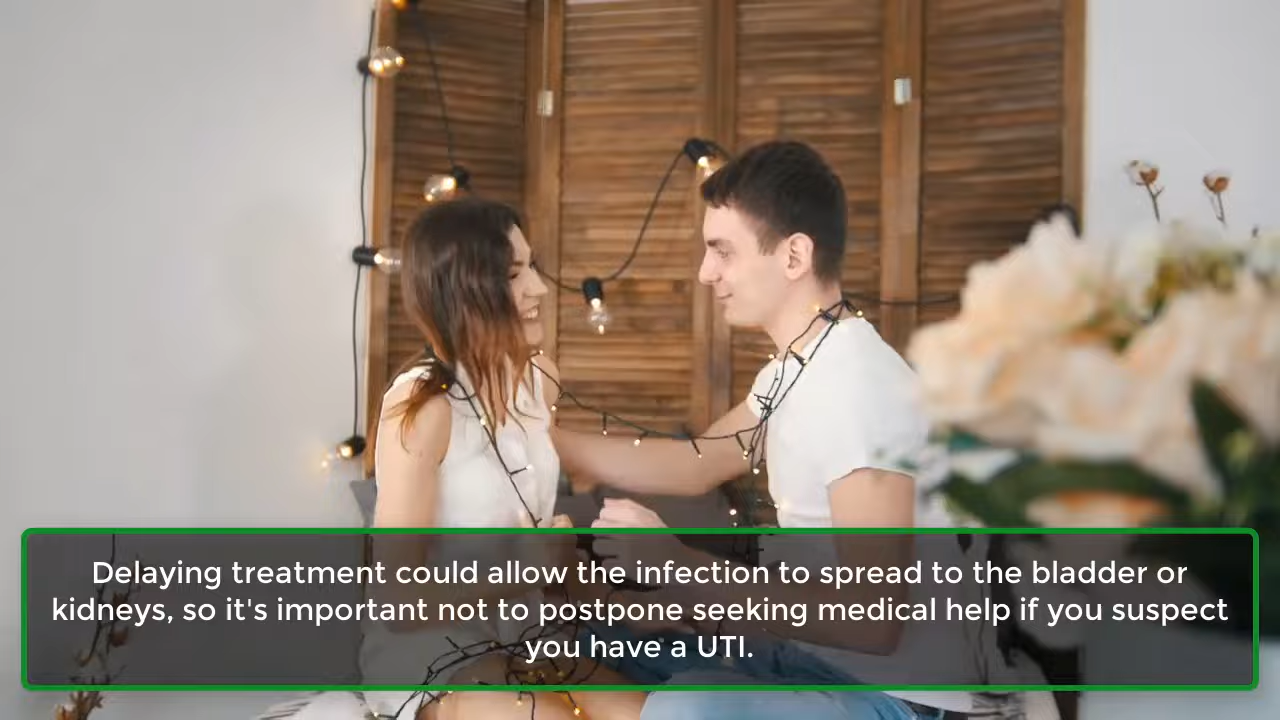 Delaying treatment could allow the infection to spread to the bladder or
kidneys, so it's important not to postpone seeking medical help if you suspect
you have a UTI.